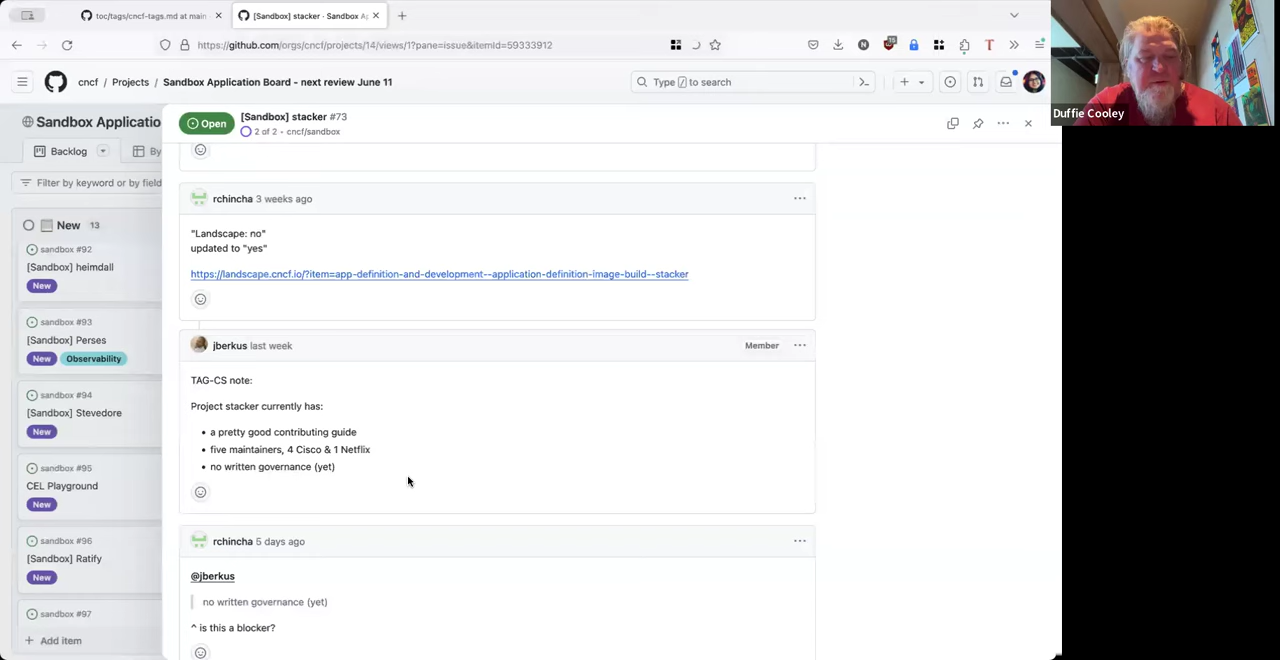 toc/tags/cncf-tags.md at main
[Sandbox] stacker · Sandbox Ap
https://github.com/orgs/cncf/projects/14/views/1?pane=issue&itemId=59333912
cncf / Projects / Sandbox Application Board - next review June 11
Type / to search
Duffie Cooley
Sandbox Applicatio
Backlog
By
Filter by keyword or by field
New 13
sandbox #92
[Sandbox] heimdall
New
sandbox #93
[Sandbox] Perses
New Observability
sandbox #94
[Sandbox] Stevedore
New
sandbox #95
CEL Playground
New
sandbox #96
[Sandbox] Ratify
New
sandbox #97
+ Add item
Open
[Sandbox] stacker #73
2 of 2 · cncf/sandbox
rchincha 3 weeks ago
"Landscape: no"
updated to "yes"
https://landscape.cncf.io/?item=app-definition-and-development--application-definition-image-build--stacker
jberkus last week
Member
TAG-CS note:
Project stacker currently has:
• a pretty good contributing guide
• five maintainers, 4 Cisco & 1 Netflix
• no written governance (yet)
rchincha 5 days ago
@jberkus
no written governance (yet)
^ is this a blocker?